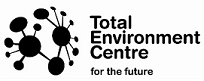 Total
Environment
Centre
for the future